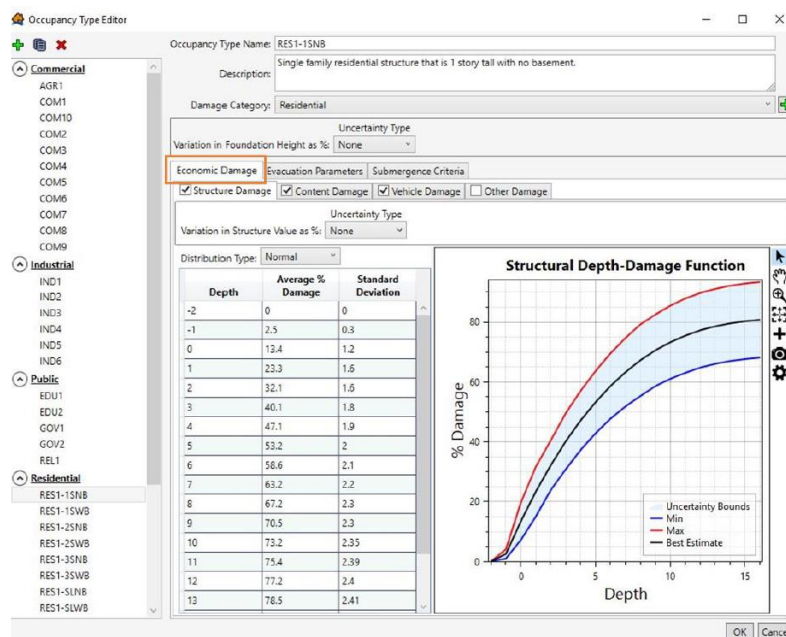 Occupancy Type Editor
Commercial
AGR1
COM1
COM10
COM2
COM3
COM4
COM5
COM6
COM7
COM8
COM9
Industrial
IND1
IND2
IND3
IND4
IND5
IND6
Public
EDU1
EDU2
GOV1
GOV2
REL1
Residential
RES1-1SNB
RES1-1SWB
RES1-2SNB
RES1-2SWB
RES1-3SNB
RES1-3SWB
RES1-SLNB
RES1-SLWB
Occupancy Type Name: RES1-1SNB
Description: Single family residential structure that is 1 story tall with no basement.
Damage Category: Residential
Uncertainty Type
Variation in Foundation Height as %: None
Economic Damage Evacuation Parameters Submergence Criteria
Structure Damage Content Damage Vehicle Damage Other Damage
Uncertainty Type
Variation in Structure Value as %: None
Distribution Type: Normal
Depth Average % Damage Standard Deviation
-2 0 0
-1 2.5 0.3
0 13.4 1.2
1 23.3 1.6
2 32.1 1.6
3 40.1 1.8
4 47.1 1.9
5 53.2 2
6 58.6 2.1
7 63.2 2.2
8 67.2 2.3
9 70.5 2.3
10 73.2 2.35
11 75.4 2.39
12 77.2 2.4
13 78.5 2.41
Structural Depth-Damage Function
% Damage
80
60
40
20
0
0 5 10 15
Depth
Uncertainty Bounds
Min
Max
Best Estimate
OK Cance